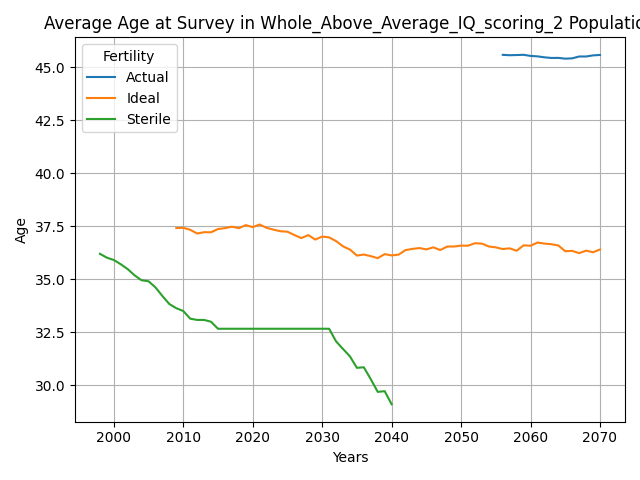 Average Age at Survey in Whole_Above_Average_IQ_scoring_2 Populatio
Fertility
Actual
Ideal
Sterile
45.0
42.5
40.0
37.5
35.0
32.5
30.0
Age
2000 2010 2020 2030 2040 2050 2060 2070
Years